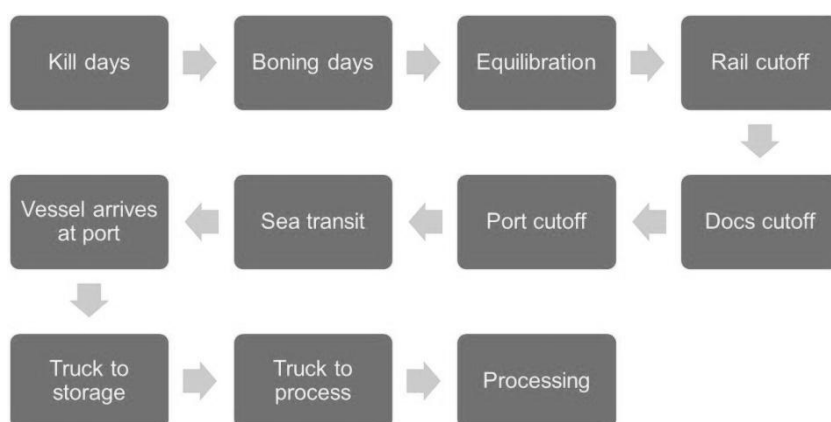 Kill days
Boning days
Equilibration
Rail cutoff
Docs cutoff
Port cutoff
Sea transit
Vessel arrives
at port
Truck to
storage
Truck to
process
Processing